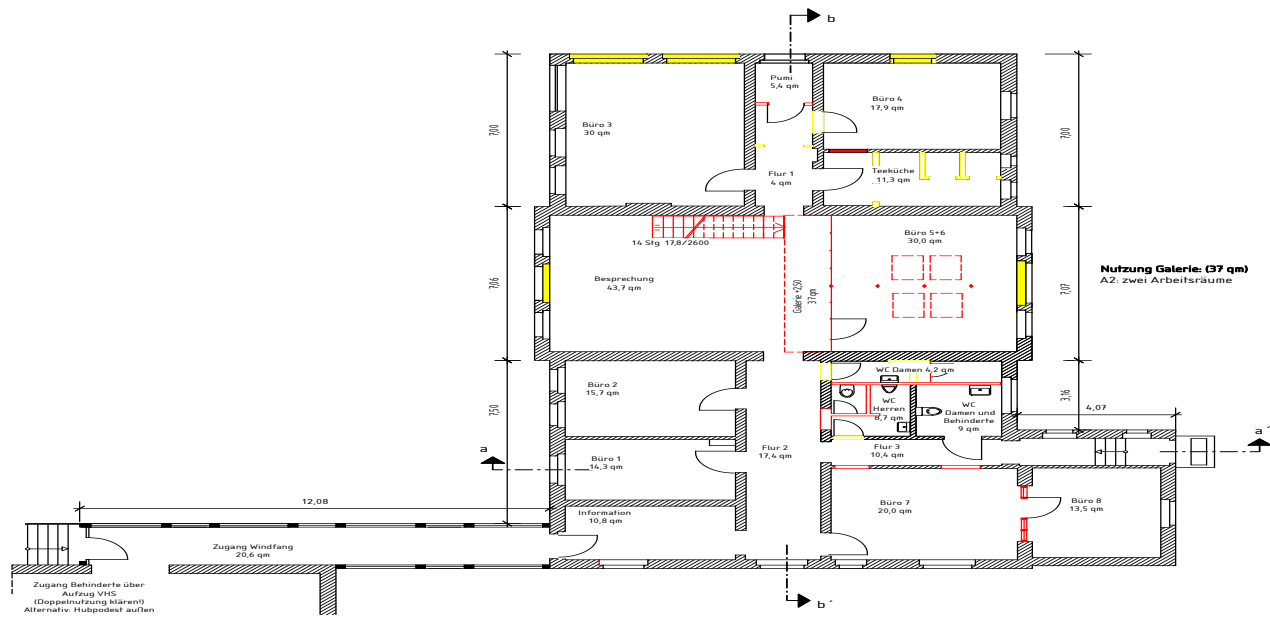 b
Pumi
5,4 qm
Büro 4
17,9 qm
Büro 3
30 qm
7,00
7,00
Flur 1
4 qm
Teeküche
11,3 qm
14 Stg 17,8/2600
Büro 5+6
30,0 qm
Besprechung
43,7 qm
Galerie +2,50
37qm
7,06
7,07
Nutzung Galerie: (37 qm)
A2: zwei Arbeitsräume
WC Damen 4,2 qm
Büro 2
15,7 qm
WC
Herren
8,7 qm
WC
Damen und
Behinderte
9 qm
3,16
4,07
7,50
a
a´
Büro 1
14,3 qm
Flur 2
17,4 qm
Flur 3
10,4 qm
12,08
Information
10,8 qm
Büro 7
20,0 qm
Büro 8
13,5 qm
Zugang Windfang
20,6 qm
Zugang Behinderte über
Aufzug VHS
(Doppelnutzung klären!)
Alternativ: Hubpodest außen
b´